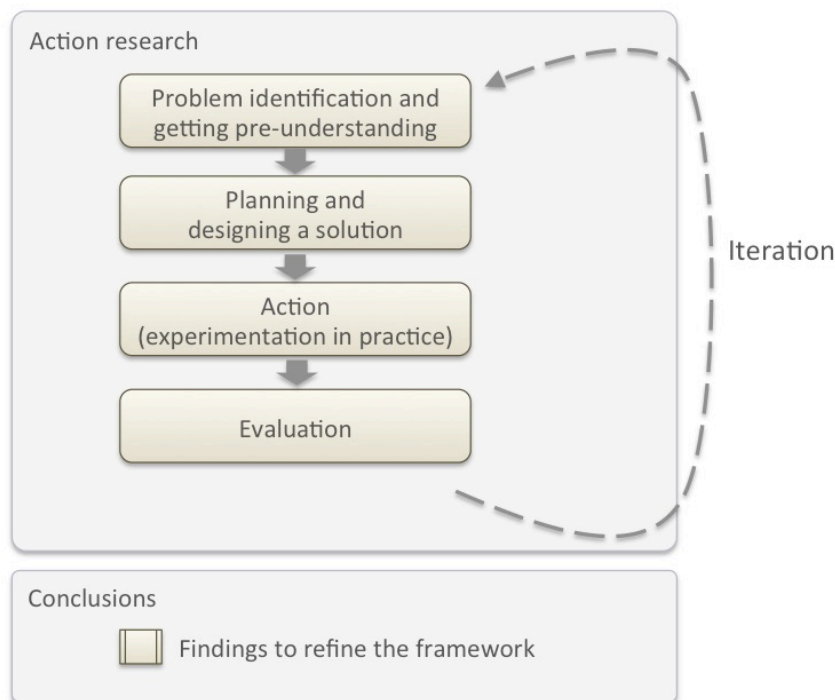 Action research
Problem identification and
getting pre-understanding
Planning and
designing a solution
Action
(experimentation in practice)
Evaluation
Iteration
Conclusions
Findings to refine the framework